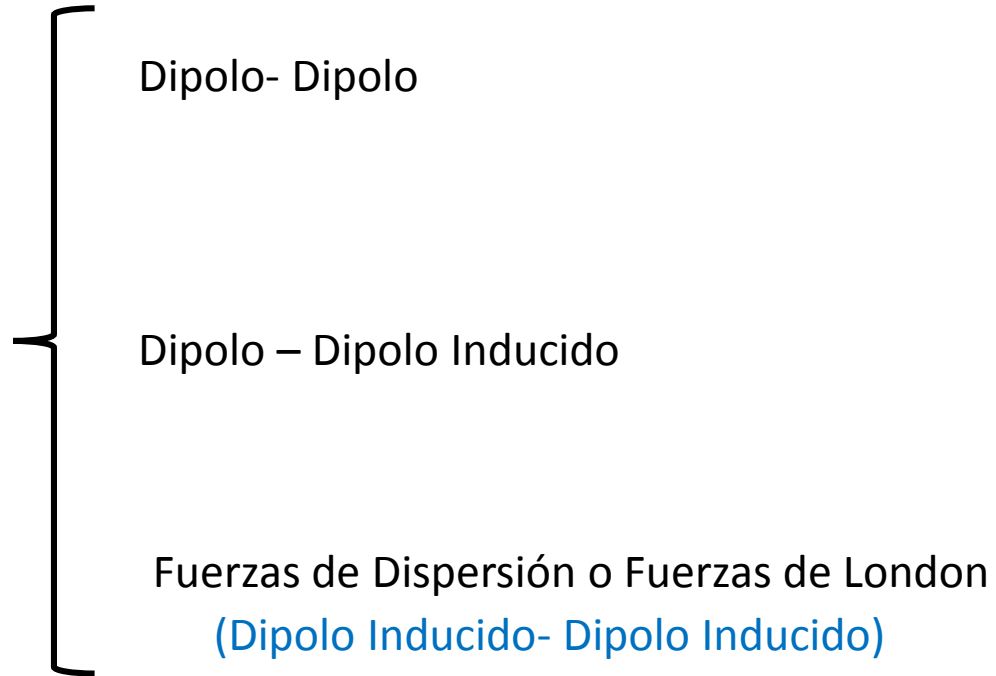 Dipolo- Dipolo
Dipolo – Dipolo Inducido
Fuerzas de Dispersión o Fuerzas de London
(Dipolo Inducido- Dipolo Inducido)